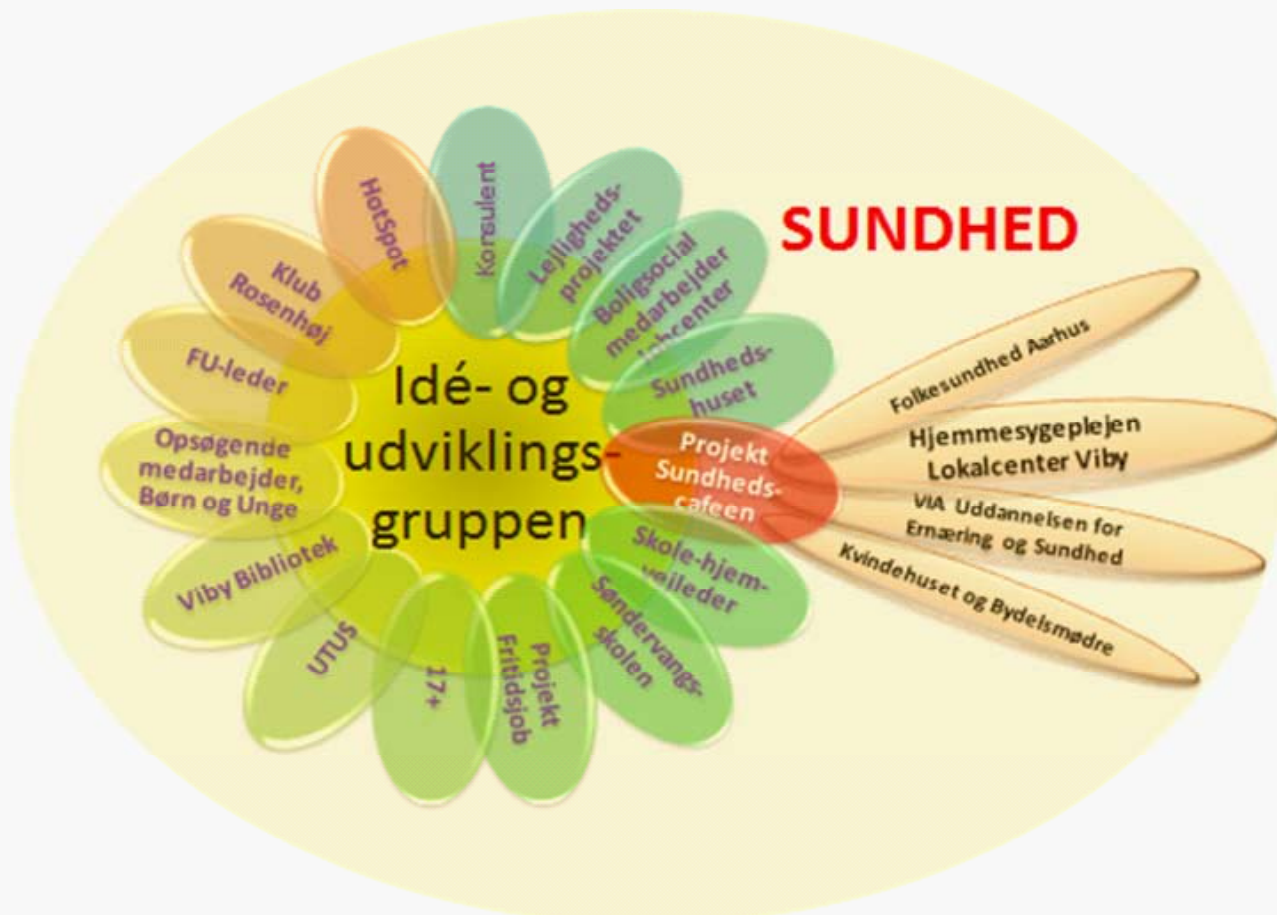 SUNDHED
Idé- og
udviklings-
gruppen
Konsulent
Lejligheds-
projektet
Boligsocial
medarbejder
jobcenter
Sundheds-
huset
Projekt
Sundheds-
cafeen
Skole-hjem-
vejleder
Søndervangs-
skolen
Projekt
Fritidsjob
17+
UTUS
Viby Bibliotek
Opsøgende
medarbejder,
Børn og Unge
FU-leder
Klub
Rosenhøj
HotSpot
Folkesundhed Aarhus
Hjemmesygeplejen
Lokalcenter Viby
VIA Uddannelsen for
Ernæring og Sundhed
Kvindehuset og Bydelsmødre